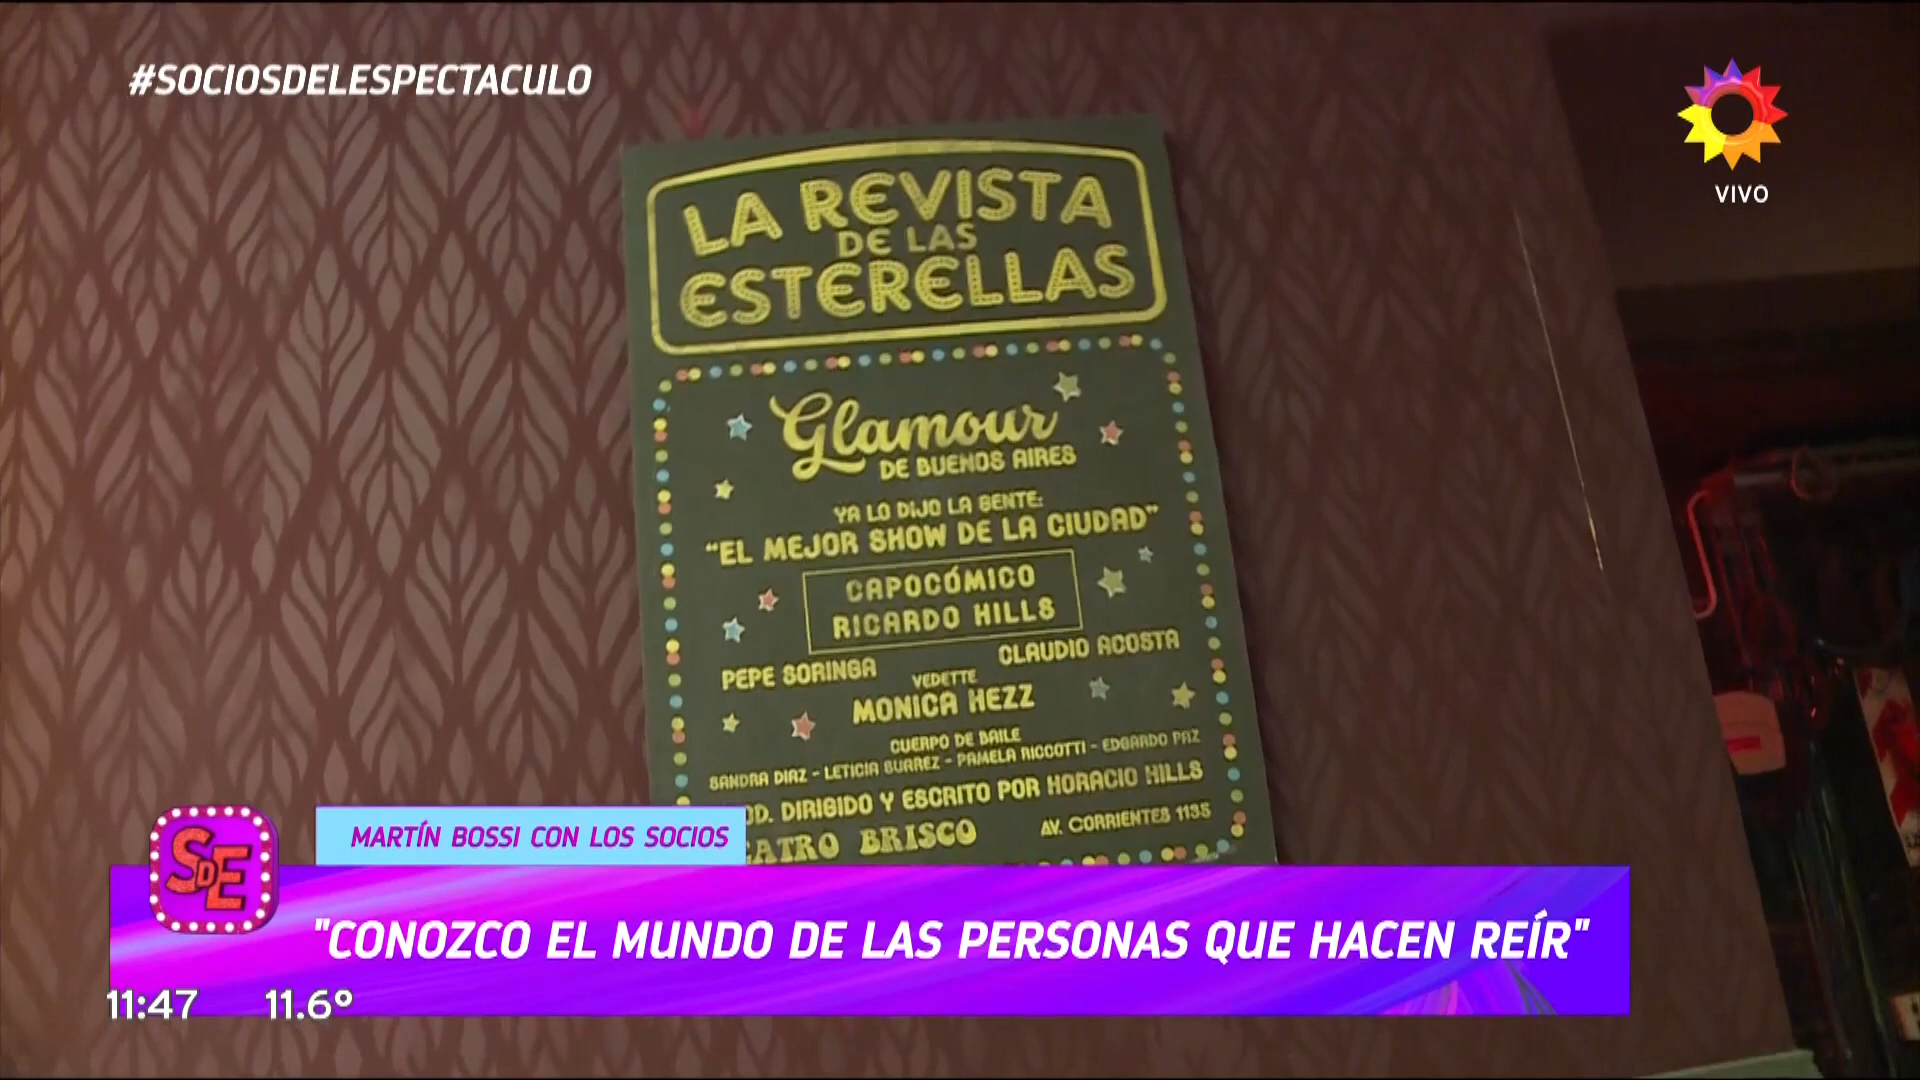 #SOCIOSDELESPECTACULO
VIVO
LA REVISTA
DE LAS
ESTERELLAS
Glamour
DE BUENOS AIRES
YA LO DIJO LA GENTE:
"EL MEJOR SHOW DE LA CIUDAD"
CAPOCÓMICO
RICARDO HILLS
PEPE SORINGA
CLAUDIO ACOSTA
VEDETTE
MONICA HEZZ
CUERPO DE BAILE
SANDRA DIAZ - LETICIA SUAREZ - PAMELA RICCOTTI - EDGARDO PAZ
DIRIGIDO Y ESCRITO POR HORACIO HILLS
BRISCO
AV. CORRIENTES 1135
SDE
MARTÍN BOSSI CON LOS SOCIOS
"CONOZCO EL MUNDO DE LAS PERSONAS QUE HACEN REÍR"
11:47 11.6°